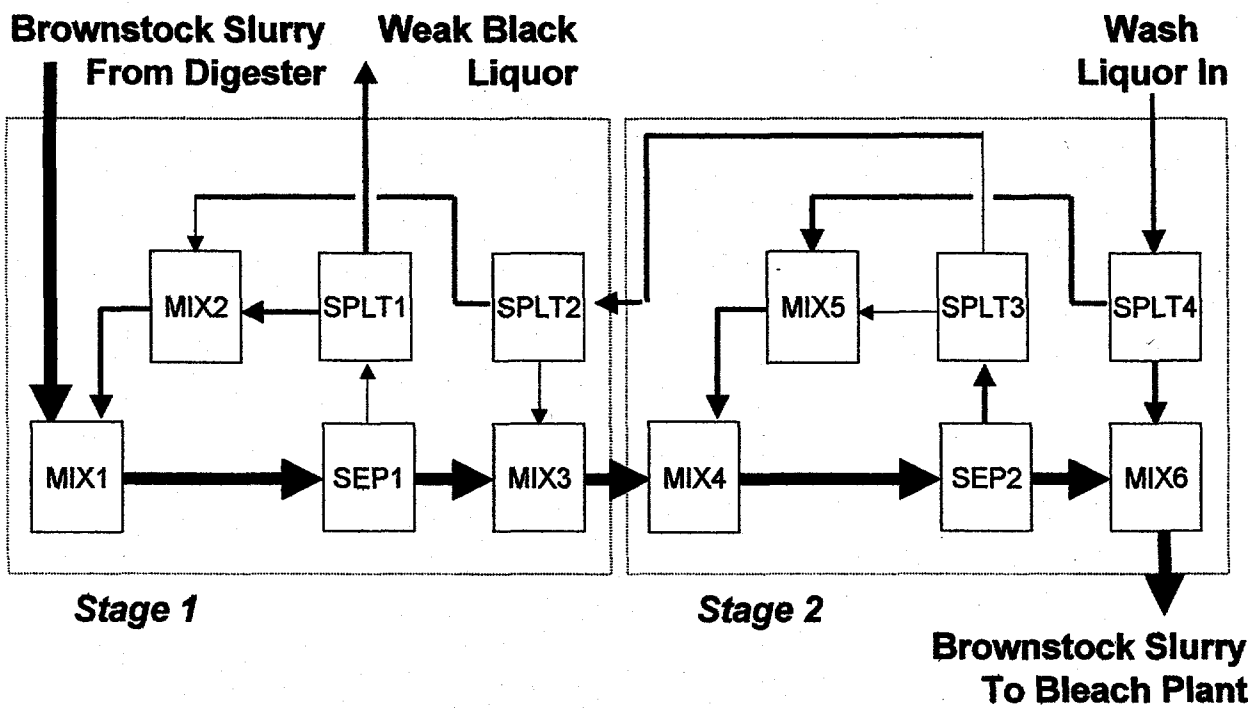 Brownstock Slurry
From Digester
Weak Black
Liquor
Wash
Liquor In
MIX2
SPLT1
SPLT2
MIX5
SPLT3
SPLT4
MIX1
SEP1
MIX3
MIX4
SEP2
MIX6
Stage 1
Stage 2
Brownstock Slurry
To Bleach Plant